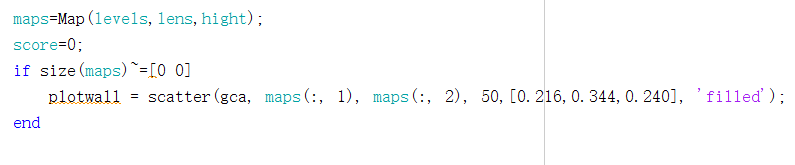 maps=Map(levels,lens,hight);
score=0;
if size(maps)~=[0 0]
    plotwall = scatter(gca, maps(:, 1), maps(:, 2), 50,[0.216,0.344,0.240], 'filled');
end